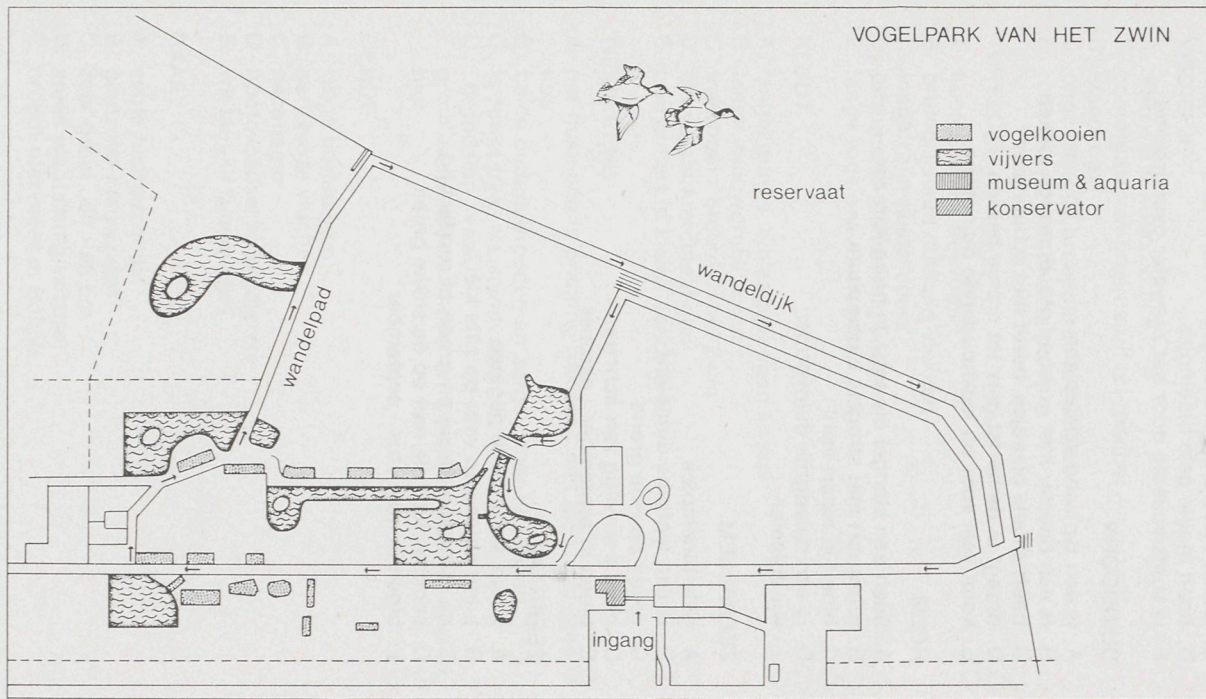 VOGELPARK VAN HET ZWIN
vogelkooien
vijvers
museum & aquaria
konservator
reservaat
wandeldijk
wandelpad
ingang